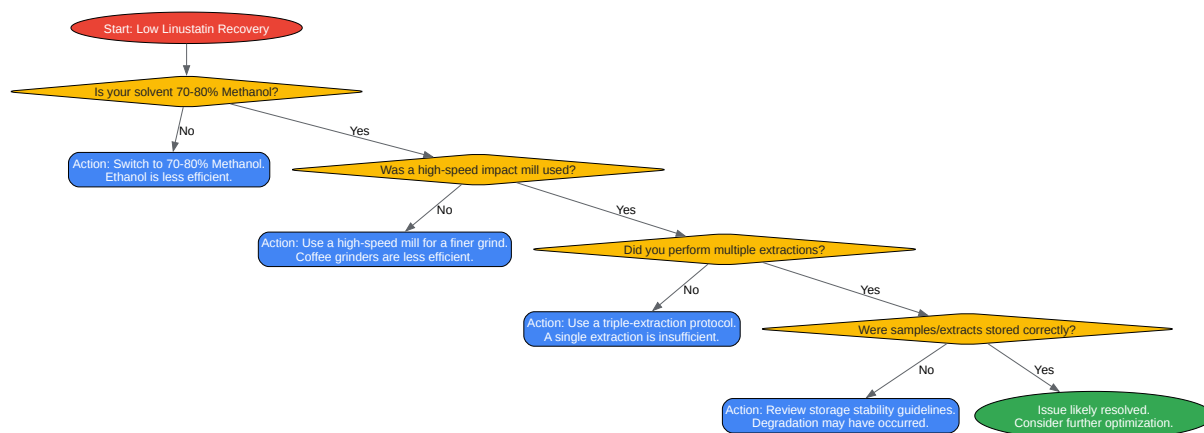 Start: Low Linustatin Recovery
Is your solvent 70-80% Methanol?
No
Yes
Action: Switch to 70-80% Methanol.
Ethanol is less efficient.
Was a high-speed impact mill used?
No
Yes
Action: Use a high-speed mill for a finer grind.
Coffee grinders are less efficient.
Did you perform multiple extractions?
No
Yes
Action: Use a triple-extraction protocol.
A single extraction is insufficient.
Were samples/extracts stored correctly?
No
Yes
Action: Review storage stability guidelines.
Degradation may have occurred.
Issue likely resolved.
Consider further optimization.